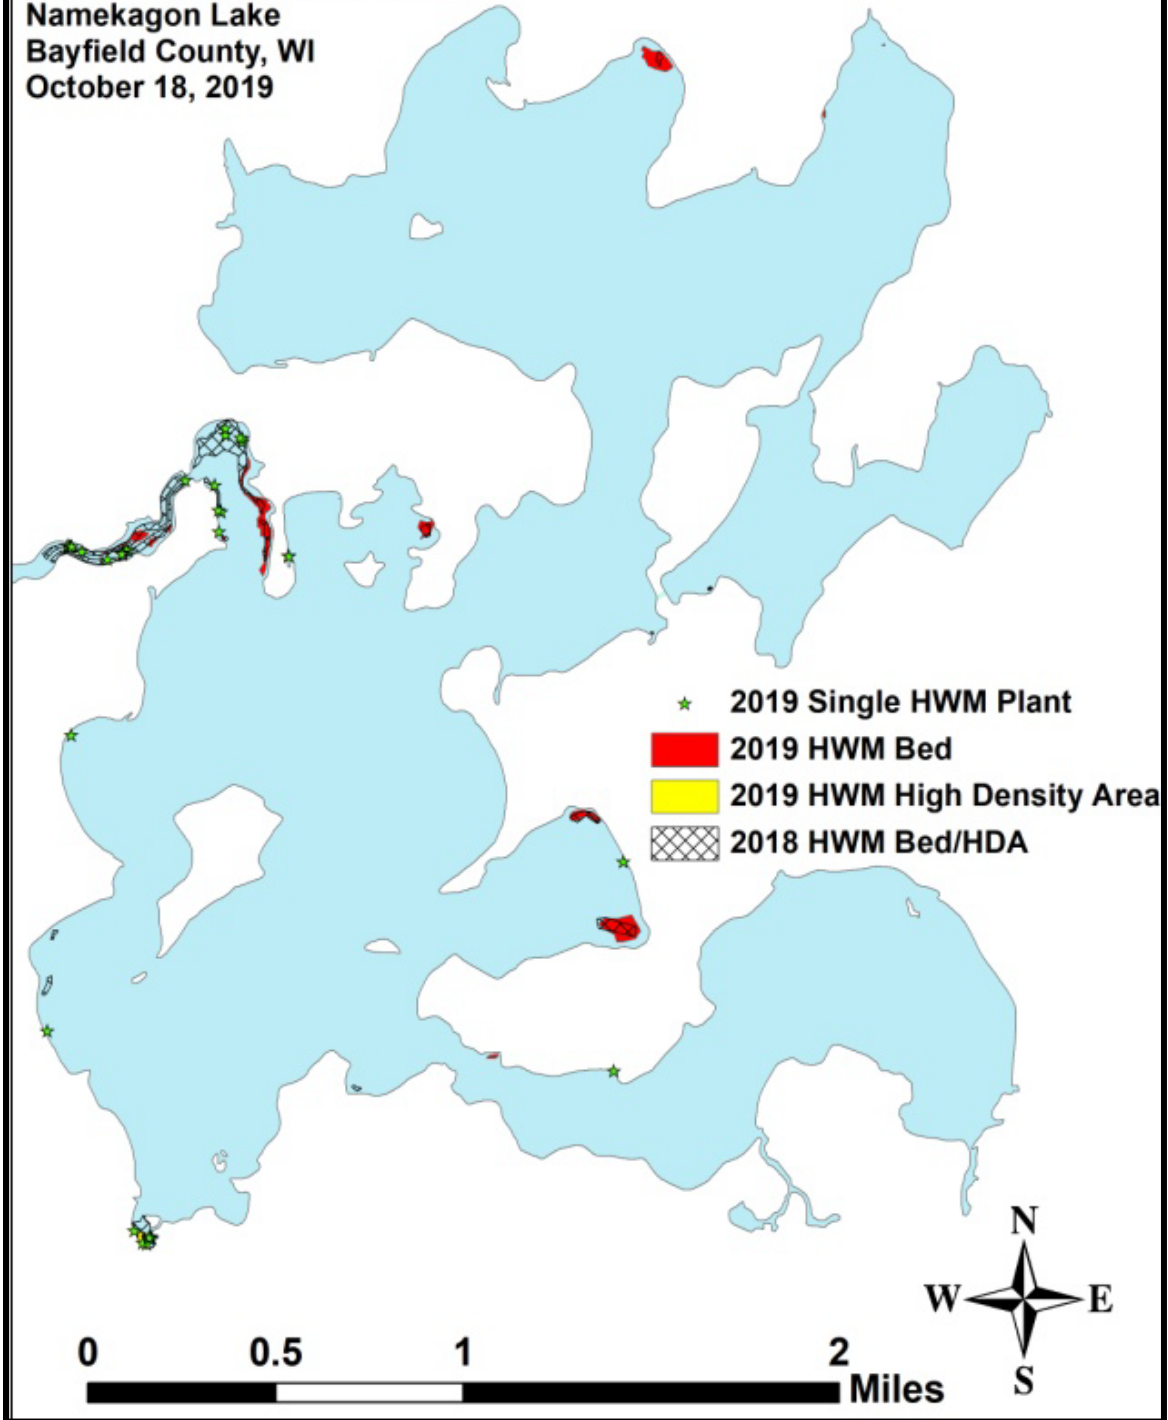 Namekagon Lake
Bayfield County, WI
October 18, 2019
2019 Single HWM Plant
2019 HWM Bed
2019 HWM High Density Area
2018 HWM Bed/HDA
N
W E
S
0 0.5 1 2
Miles